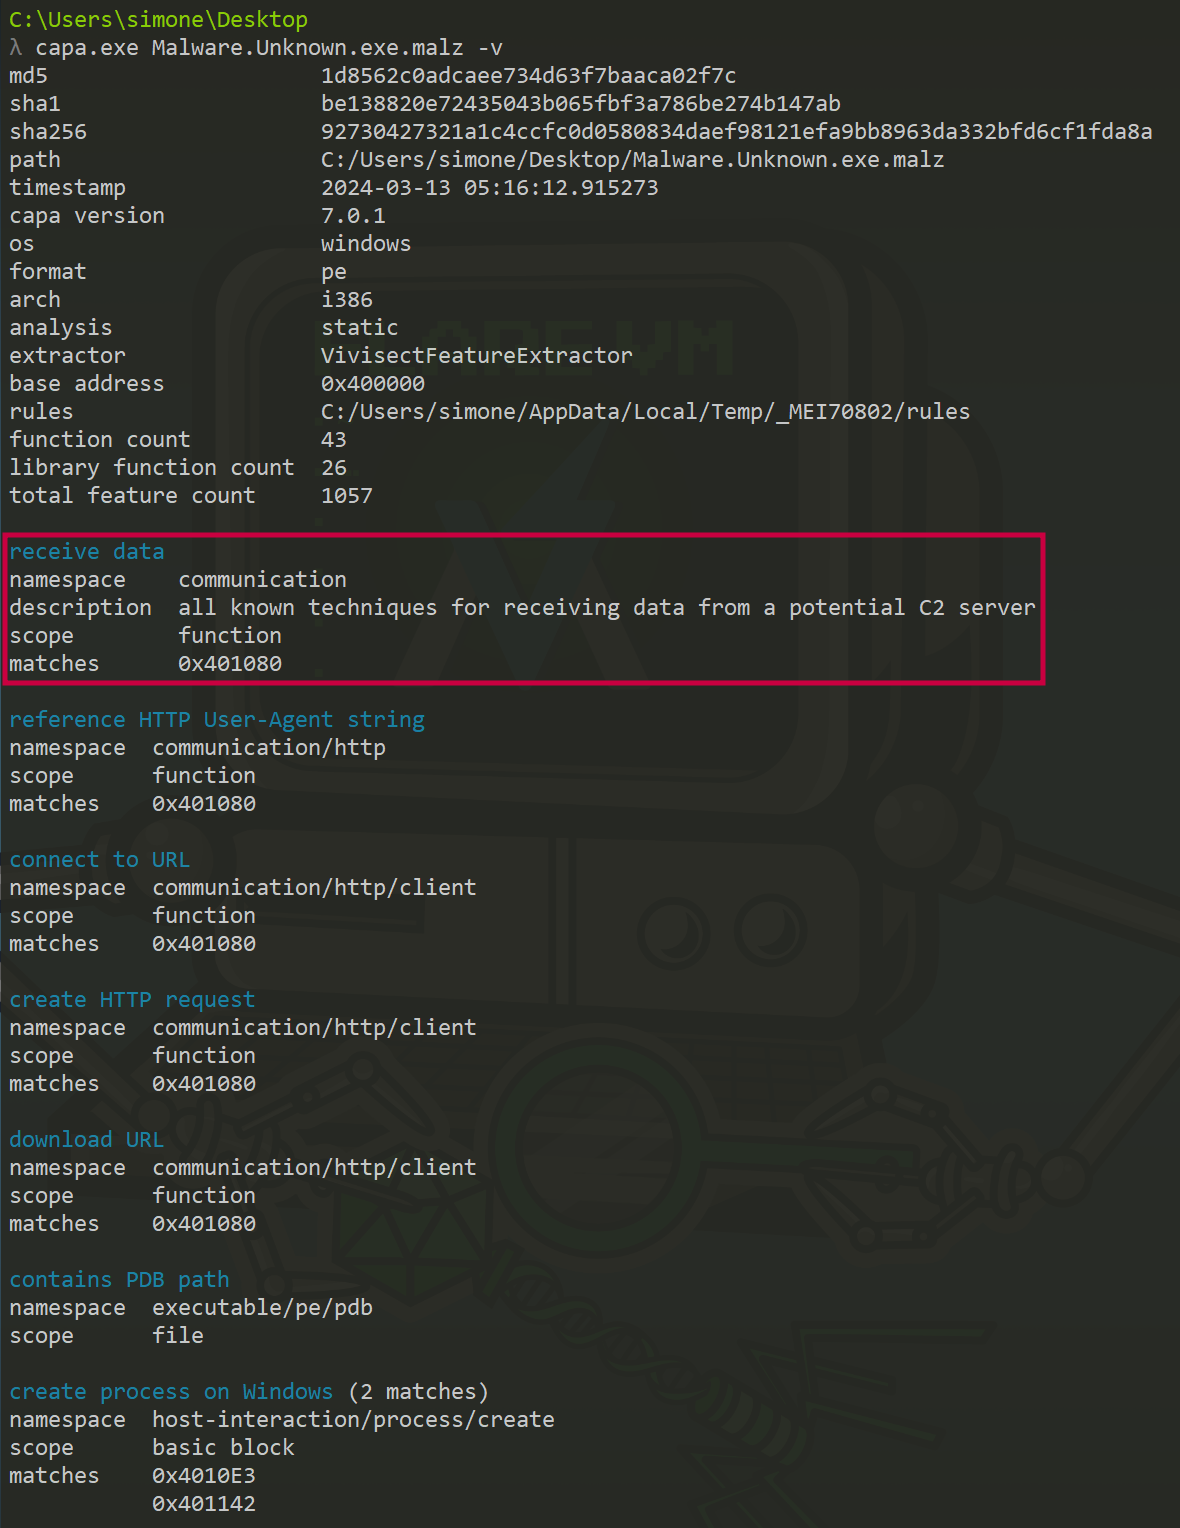 C:\Users\simone\Desktop
λ capa.exe Malware.Unknown.exe.malz -v
md5 1d8562c0adcaee734d63f7baaca02f7c
sha1 be138820e72435043b065fbf3a786be274b147ab
sha256 92730427321a1c4ccfc0d0580834daef98121efa9bb8963da332bfd6cf1fda8a
path C:/Users/simone/Desktop/Malware.Unknown.exe.malz
timestamp 2024-03-13 05:16:12.915273
capa version 7.0.1
os windows
format pe
arch i386
analysis static
extractor VivisectFeatureExtractor
base address 0x400000
rules C:/Users/simone/AppData/Local/Temp/_MEI70802/rules
function count 43
library function count 26
total feature count 1057
FLARE VM
receive data
namespace communication
description all known techniques for receiving data from a potential C2 server
scope function
matches 0x401080
reference HTTP User-Agent string
namespace communication/http
scope function
matches 0x401080
connect to URL
namespace communication/http/client
scope function
matches 0x401080
create HTTP request
namespace communication/http/client
scope function
matches 0x401080
download URL
namespace communication/http/client
scope function
matches 0x401080
contains PDB path
namespace executable/pe/pdb
scope file
create process on Windows (2 matches)
namespace host-interaction/process/create
scope basic block
matches 0x4010E3
0x401142